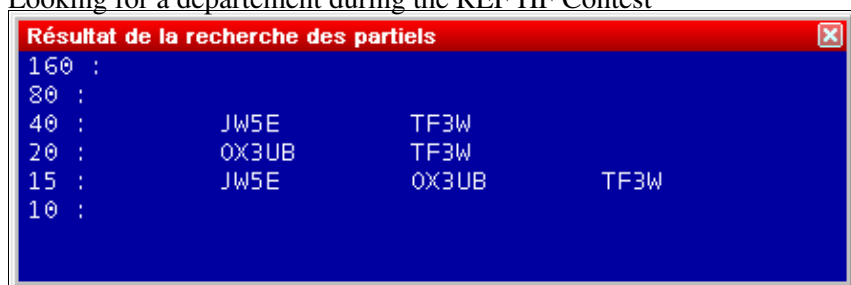 Looking for a departement during the REF HF Contest
Résultat de la recherche des partiels
160 :
80 :
40 : JW5E TF3W
20 : OX3UB TF3W
15 : JW5E OX3UB TF3W
10 :